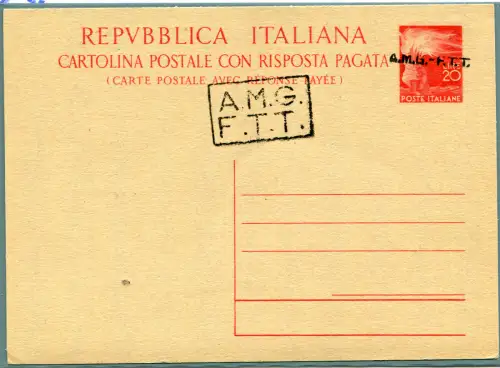 REPVBBLICA ITALIANA
CARTOLINA POSTALE CON RISPOSTA PAGATA
(CARTE POSTALE AVEC RÉPONSE PAYÉE)
A.M.G.-F.T.T.
20
POSTE ITALIANE
A.M.G.
F.T.T.